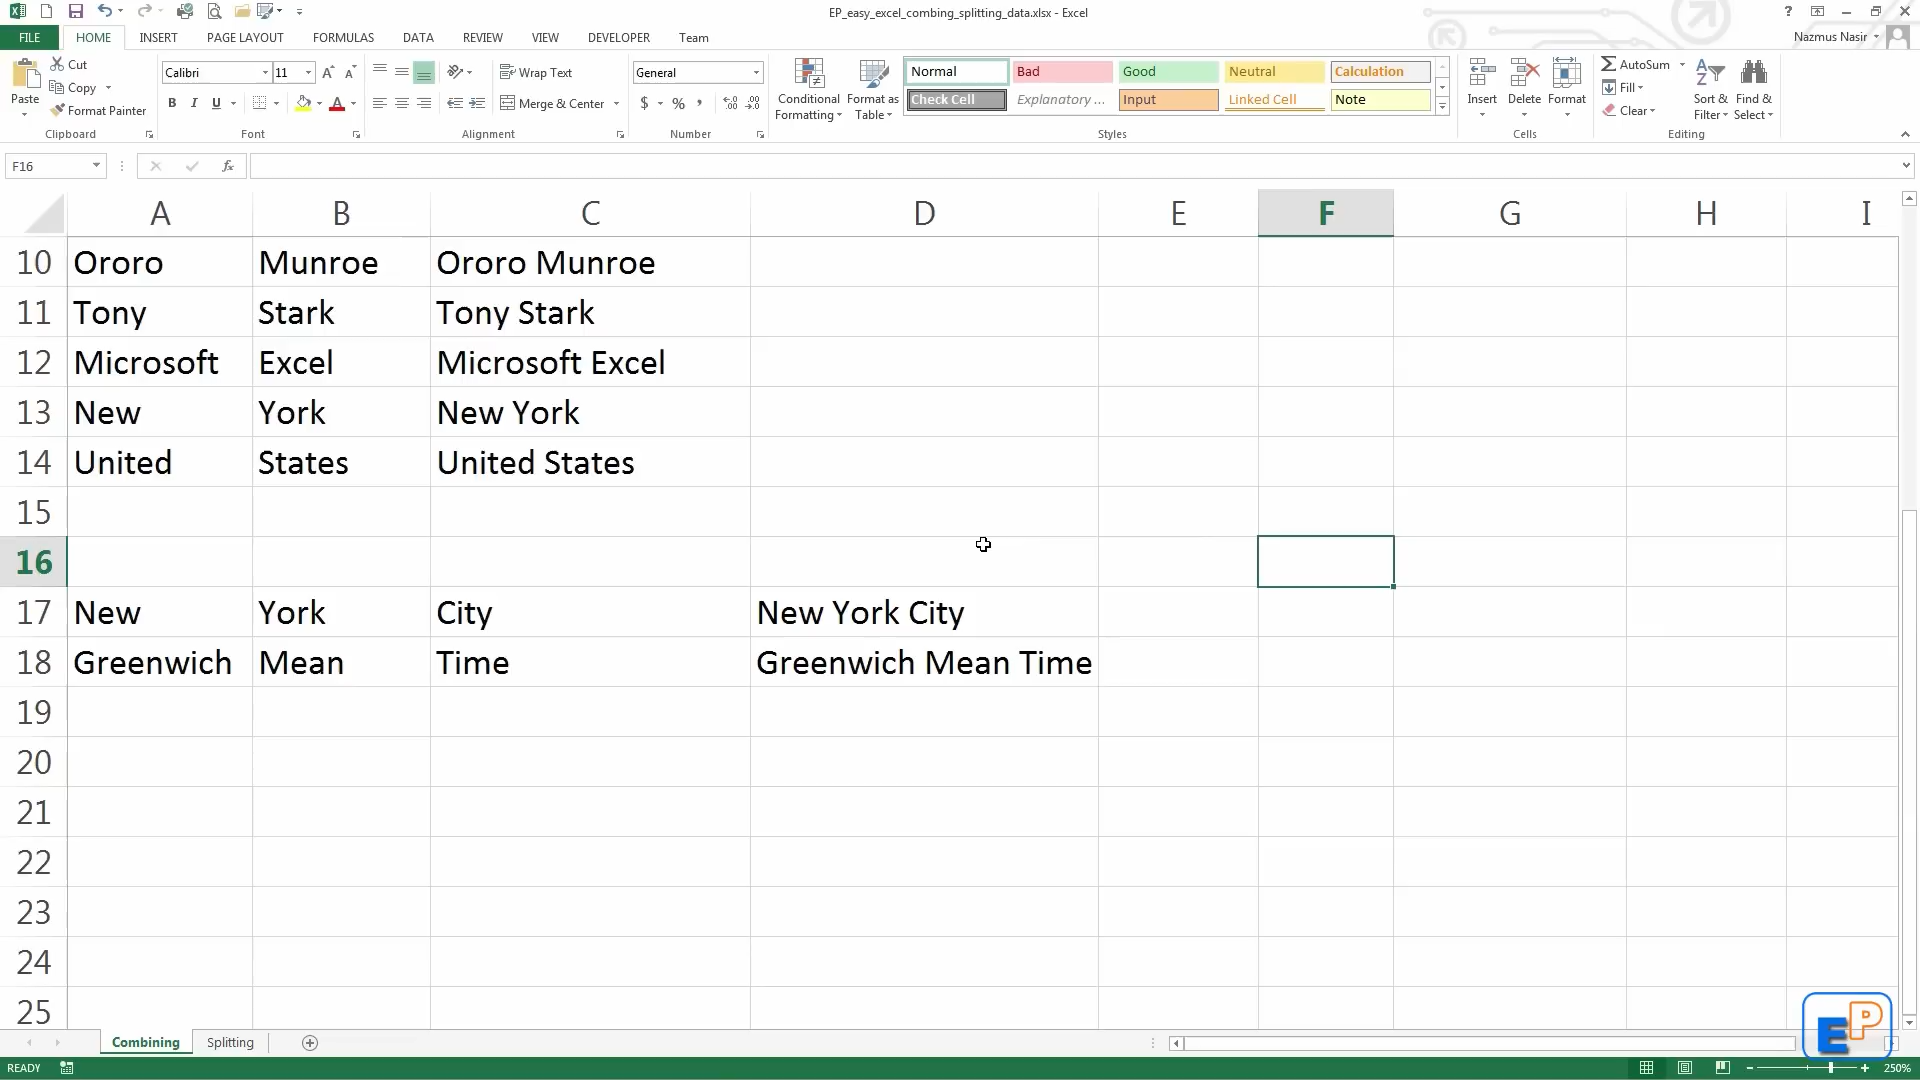 EP_easy_excel_combing_splitting_data.xlsx - Excel
?
FILE HOME INSERT PAGE LAYOUT FORMULAS DATA REVIEW VIEW DEVELOPER Team
Nazmus Nasir
Paste
Cut
Copy
Format Painter
Clipboard
Calibri 11
B I U
Font
Wrap Text
Merge & Center
Alignment
General
$ % ,
Number
Conditional Formatting
Format as Table
Normal Bad Good Neutral Calculation
Check Cell Explanatory ... Input Linked Cell Note
Styles
Insert Delete Format
Cells
AutoSum
Fill
Clear
Sort & Filter
Find & Select
Editing
F16 fx
A B C D E F G H I
10 Ororo Munroe Ororo Munroe
11 Tony Stark Tony Stark
12 Microsoft Excel Microsoft Excel
13 New York New York
14 United States United States
15
16
17 New York City New York City
18 Greenwich Mean Time Greenwich Mean Time
19
20
21
22
23
24
25
Combining Splitting
EP
READY
250%